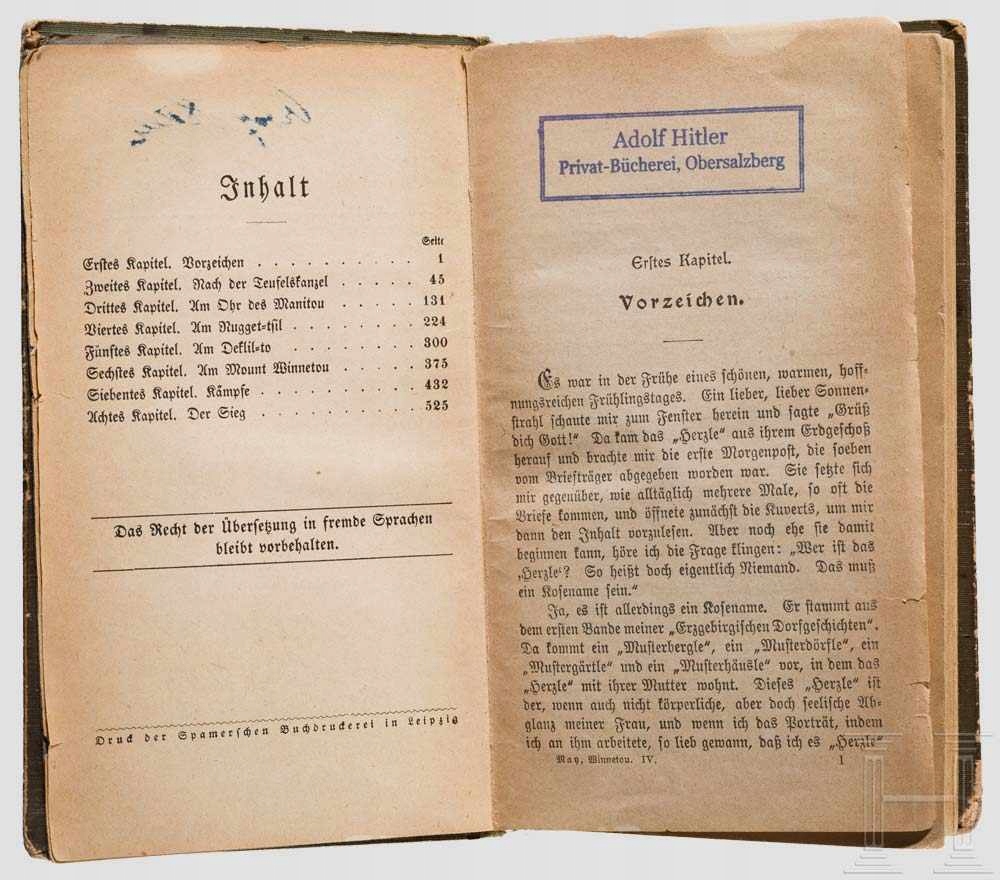 Inhalt
Seite
Erstes Kapitel. Vorzeichen . . . . . . . . . . 1
Zweites Kapitel. Nach der Teufelskanzel . . . . . 45
Drittes Kapitel. Am Ohr des Manitou . . . . . . 131
Viertes Kapitel. Am Nugget-tsil . . . . . . . . 224
Fünftes Kapitel. Am Deklil-to . . . . . . . . 300
Sechstes Kapitel. Am Mount Winnetou . . . . . . 375
Siebentes Kapitel. Kämpfe . . . . . . . . . . 432
Achtes Kapitel. Der Sieg . . . . . . . . . . 525
Das Recht der Übersetzung in fremde Sprachen
bleibt vorbehalten.
Druck der Spamerschen Buchdruckerei in Leipzig
Adolf Hitler
Privat-Bücherei, Obersalzberg
Erstes Kapitel.
Vorzeichen.
Es war in der Frühe eines schönen, warmen, hoff-
nungsreichen Frühlingstages. Ein lieber, lieber Sonnen-
strahl schaute mir zum Fenster herein und sagte „Grüß
dich Gott!“ Da kam das „Herzle“ aus ihrem Erdgeschoß
herauf und brachte mir die erste Morgenpost, die soeben
vom Briefträger abgegeben worden war. Sie setzte sich
mir gegenüber, wie alltäglich mehrere Male, so oft die
Briefe kommen, und öffnete zunächst die Kuverts, um mir
dann den Inhalt vorzulesen. Aber noch ehe sie damit
beginnen kann, höre ich die Frage klingen: „Wer ist das
‚Herzle‘? So heißt doch eigentlich Niemand. Das muß
ein Kosename sein.“
Ja, es ist allerdings ein Kosename. Er stammt aus
dem ersten Bande meiner „Erzgebirgischen Dorfgeschichten“.
Da kommt ein „Musterbergle“, ein „Musterdörfle“, ein
„Mustergärtle“ und ein „Musterhäusle“ vor, in dem das
„Herzle“ mit ihrer Mutter wohnt. Dieses „Herzle“ ist
der, wenn auch nicht körperliche, aber doch seelische Ab-
glanz meiner Frau, und wenn ich das Porträt, indem
ich an ihm arbeitete, so lieb gewann, daß ich es „Herzle“
May, Winnetou. IV. 1